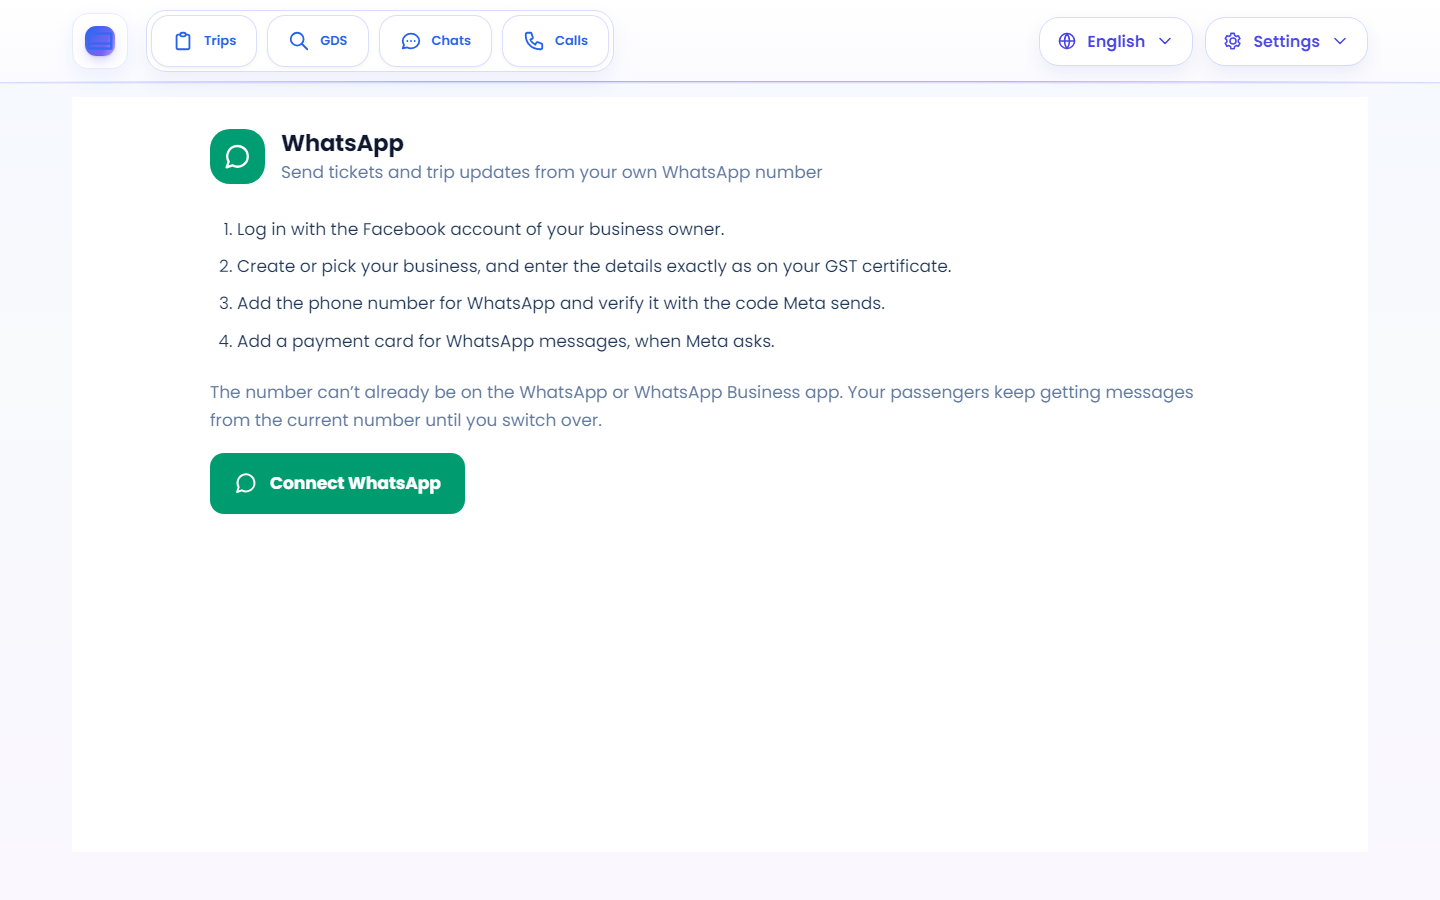 Trips
GDS
Chats
Calls
English
Settings
WhatsApp
Send tickets and trip updates from your own WhatsApp number
1. Log in with the Facebook account of your business owner.
2. Create or pick your business, and enter the details exactly as on your GST certificate.
3. Add the phone number for WhatsApp and verify it with the code Meta sends.
4. Add a payment card for WhatsApp messages, when Meta asks.
The number can’t already be on the WhatsApp or WhatsApp Business app. Your passengers keep getting messages
from the current number until you switch over.
Connect WhatsApp